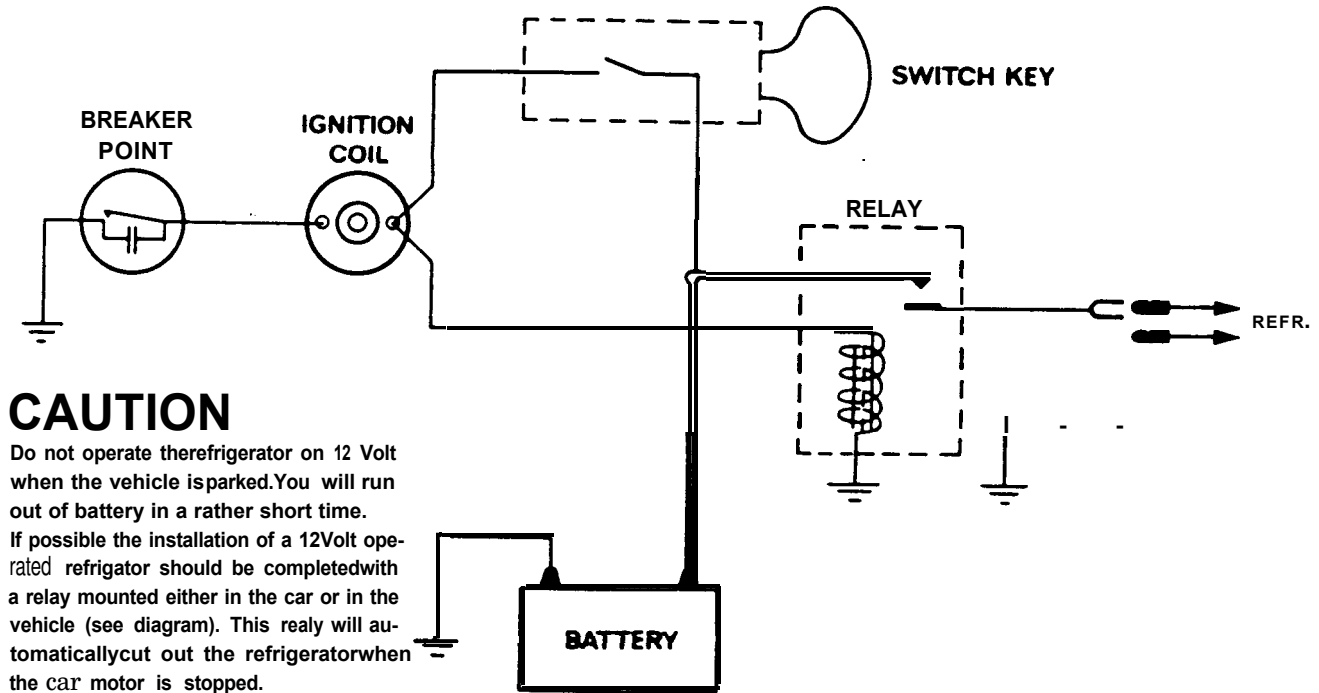 SWITCH KEY
BREAKER
POINT
IGNITION
COIL
RELAY
REFR.
CAUTION
Do not operate therefrigerator on 12 Volt
when the vehicle isparked.You will run
out of battery in a rather short time.
If possible the installation of a 12Volt ope-
rated refrigator should be completedwith
a relay mounted either in the car or in the
vehicle (see diagram). This realy will au-
tomaticallycut out the refrigeratorwhen
the car motor is stopped.
BATTERY